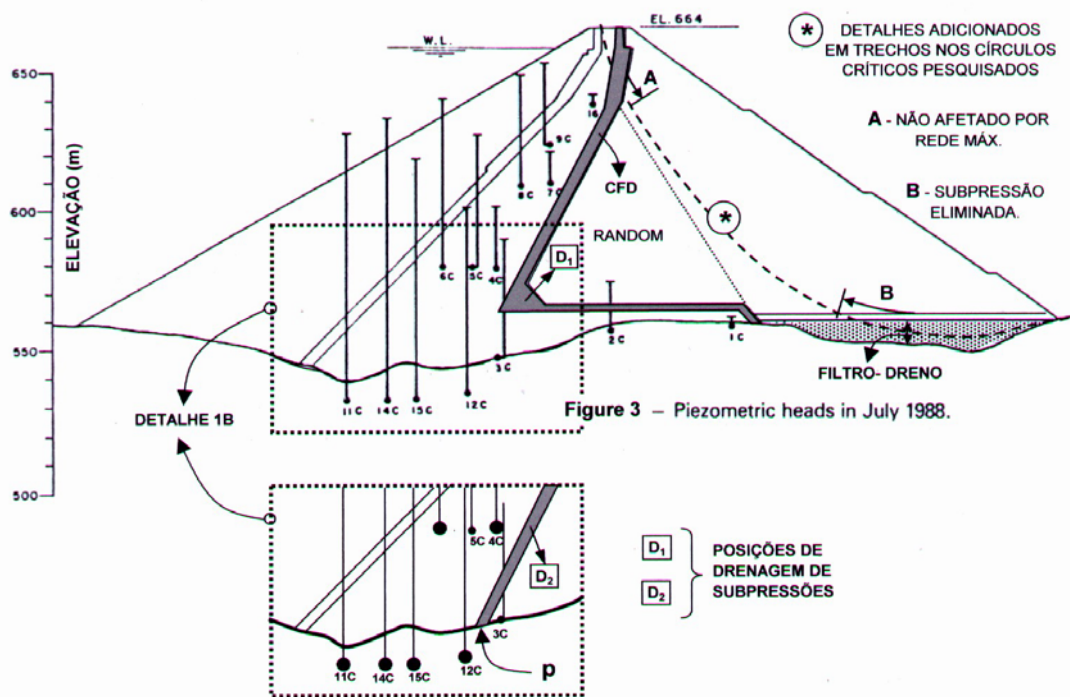 EL. 664
W. L.
*
DETALHES ADICIONADOS
EM TRECHOS NOS CÍRCULOS
CRÍTICOS PESQUISADOS
A - NÃO AFETADO POR
REDE MÁX.
B - SUBPRESSÃO
ELIMINADA.
ELEVAÇÃO (m)
650
600
550
500
A
16
9C
8C
7C
CFD
*
RANDOM
D1
6C
5C
4C
B
3C
2C
1C
11C
14C
15C
12C
FILTRO-DRENO
DETALHE 1B
Figure 3 – Piezometric heads in July 1988.
5C
4C
D2
3C
11C
14C
15C
12C
p
D1
D2
POSIÇÕES DE
DRENAGEM DE
SUBPRESSÕES